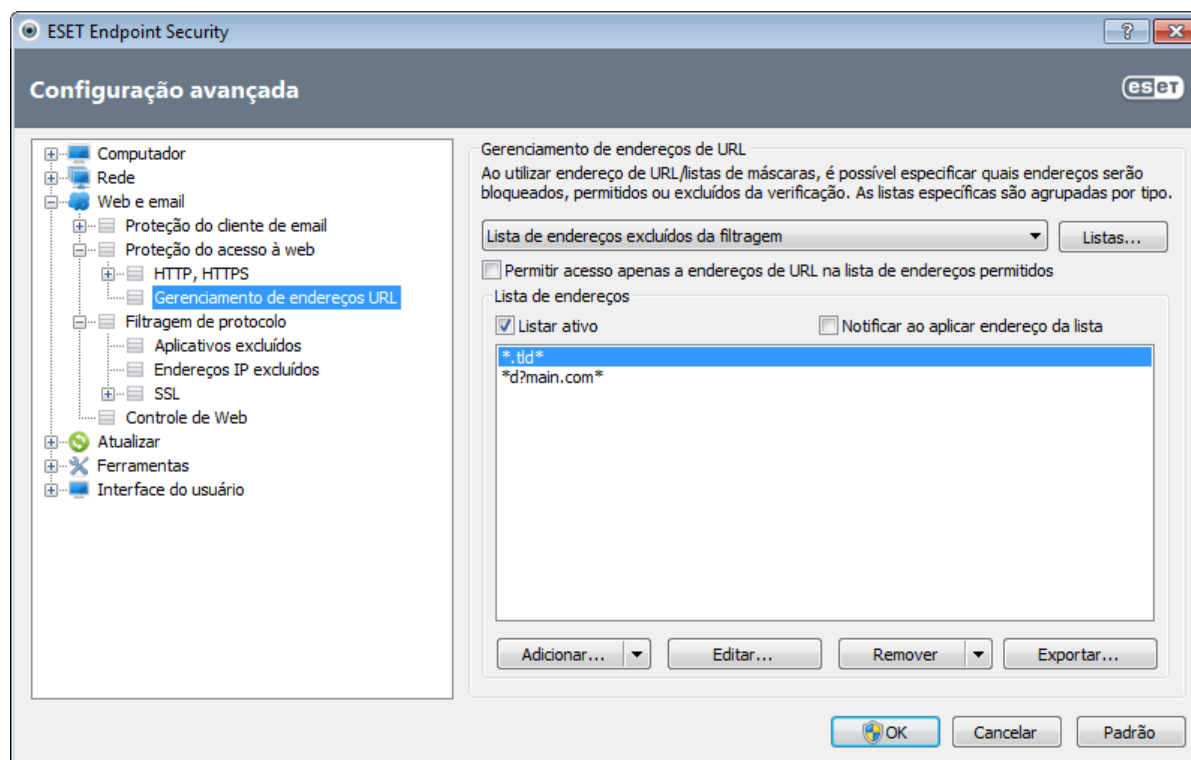 ESET Endpoint Security
?
Configuração avançada
eseT
Computador
Rede
Web e email
Proteção do cliente de email
Proteção do acesso à web
HTTP, HTTPS
Gerenciamento de endereços URL
Filtragem de protocolo
Aplicativos excluídos
Endereços IP excluídos
SSL
Controle de Web
Atualizar
Ferramentas
Interface do usuário
Gerenciamento de endereços de URL
Ao utilizar endereço de URL/listas de máscaras, é possível especificar quais endereços serão
bloqueados, permitidos ou excluídos da verificação. As listas específicas são agrupadas por tipo.
Lista de endereços excluídos da filtragem
Listas...
Permitir acesso apenas a endereços de URL na lista de endereços permitidos
Lista de endereços
Listar ativo
Notificar ao aplicar endereço da lista
*.tld*
*d?main.com*
Adicionar...
Editar...
Remover
Exportar...
OK
Cancelar
Padrão